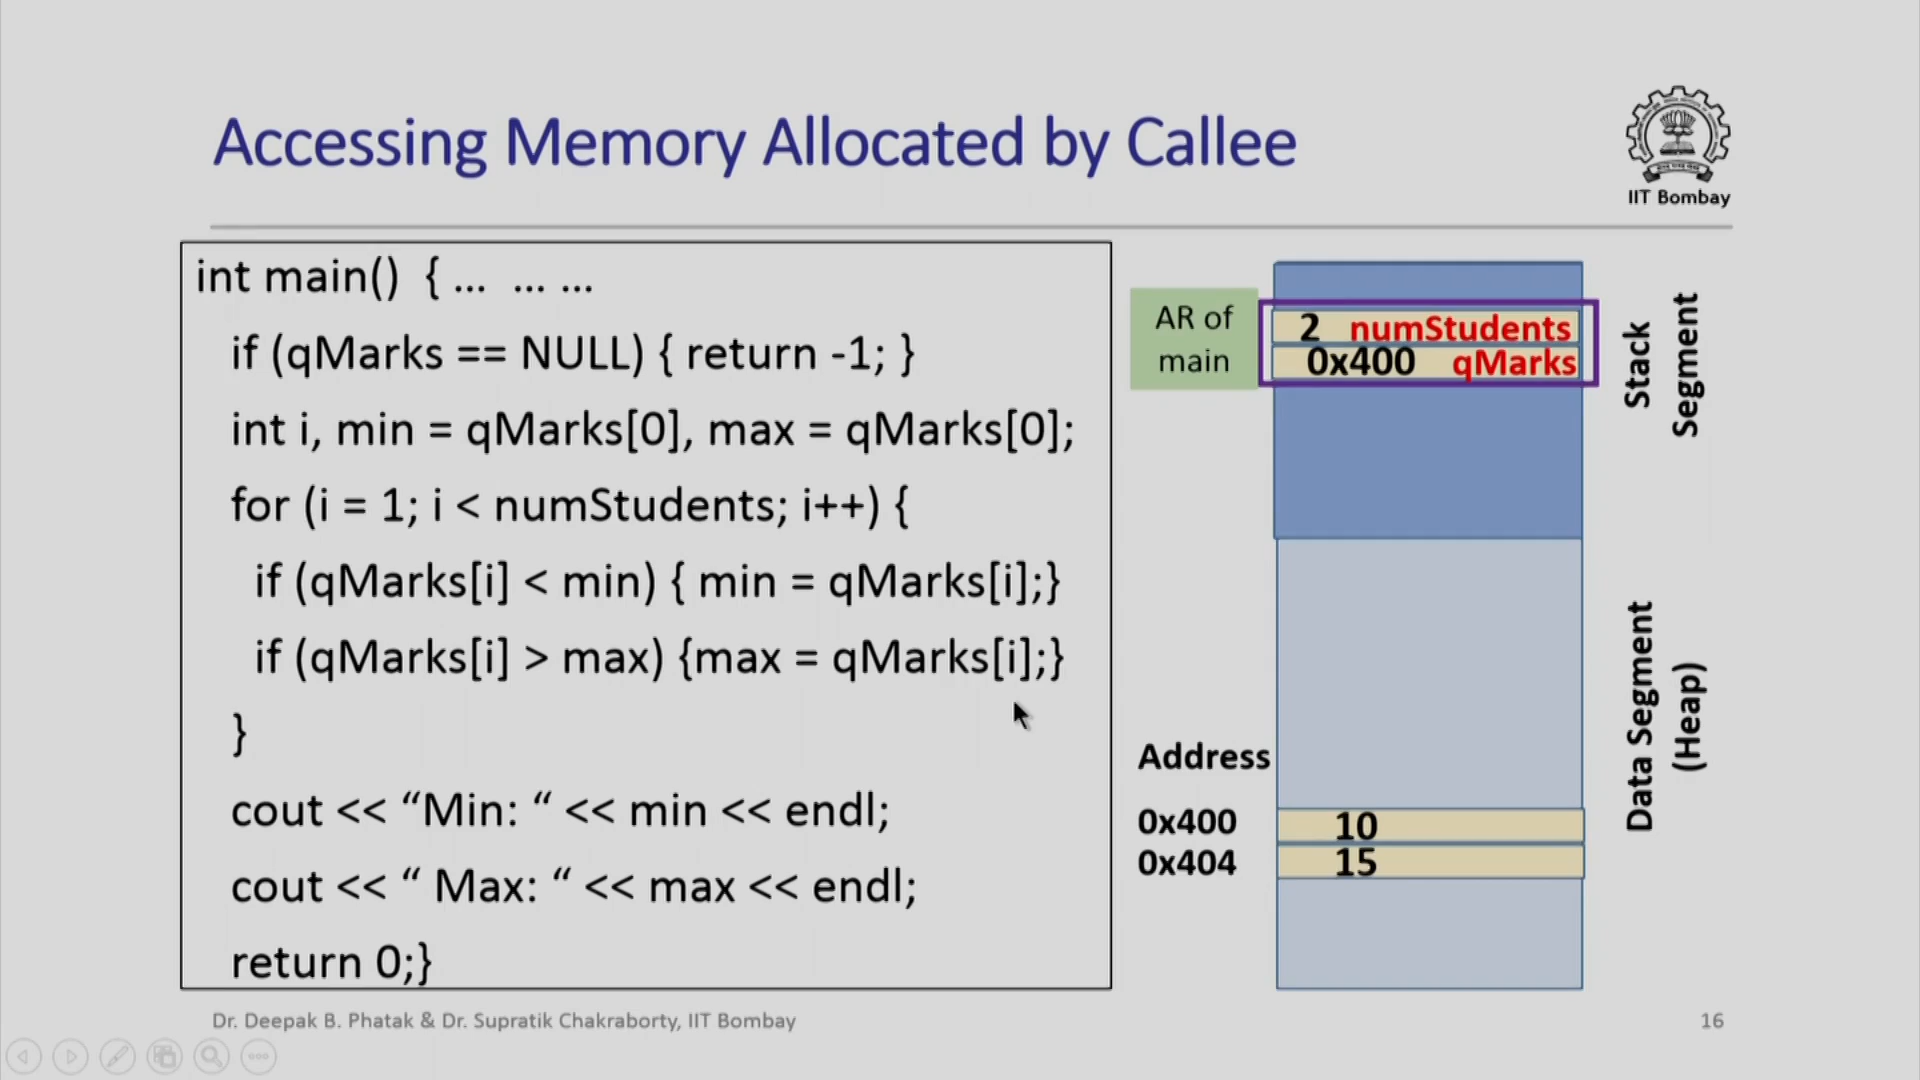 Accessing Memory Allocated by Callee
IIT Bombay
int main() { ... ... ...
if (qMarks == NULL) { return -1; }
int i, min = qMarks[0], max = qMarks[0];
for (i = 1; i < numStudents; i++) {
if (qMarks[i] < min) { min = qMarks[i];}
if (qMarks[i] > max) {max = qMarks[i];}
}
cout << “Min: “ << min << endl;
cout << “ Max: “ << max << endl;
return 0;}
AR of
main
2 numStudents
0x400 qMarks
Stack
Segment
Data Segment
(Heap)
Address
0x400 10
0x404 15
Dr. Deepak B. Phatak & Dr. Supratik Chakraborty, IIT Bombay
16